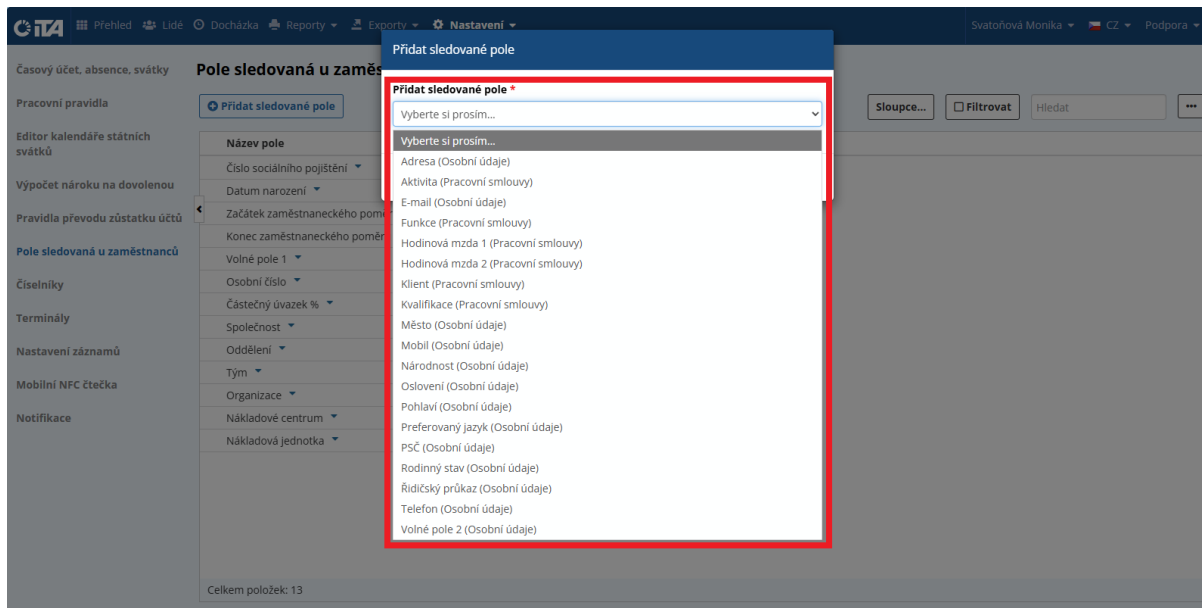 iTA Přehled Lidé Docházka Reporty Exporty Nastavení Svatoňová Monika CZ Podpora
Přidat sledované pole
Časový účet, absence, svátky
Pracovní pravidla
Editor kalendáře státních
svátků
Výpočet nároku na dovolenou
Pravidla převodu zůstatku účtů
Pole sledovaná u zaměstnanců
Číselníky
Terminály
Nastavení záznamů
Mobilní NFC čtečka
Notifikace
Pole sledovaná u zaměs
Přidat sledované pole
Sloupce... Filtrovat Hledat ...
Název pole
Číslo sociálního pojištění
Datum narození
Začátek zaměstnaneckého pomě
Konec zaměstnaneckého poměr
Volné pole 1
Osobní číslo
Částečný úvazek %
Společnost
Oddělení
Tým
Organizace
Nákladové centrum
Nákladová jednotka
Celkem položek: 13
Přidat sledované pole *
Vyberte si prosím...
Vyberte si prosím...
Adresa (Osobní údaje)
Aktivita (Pracovní smlouvy)
E-mail (Osobní údaje)
Funkce (Pracovní smlouvy)
Hodinová mzda 1 (Pracovní smlouvy)
Hodinová mzda 2 (Pracovní smlouvy)
Klient (Pracovní smlouvy)
Kvalifikace (Pracovní smlouvy)
Město (Osobní údaje)
Mobil (Osobní údaje)
Národnost (Osobní údaje)
Oslovení (Osobní údaje)
Pohlaví (Osobní údaje)
Preferovaný jazyk (Osobní údaje)
PSČ (Osobní údaje)
Rodinný stav (Osobní údaje)
Řidičský průkaz (Osobní údaje)
Telefon (Osobní údaje)
Volné pole 2 (Osobní údaje)